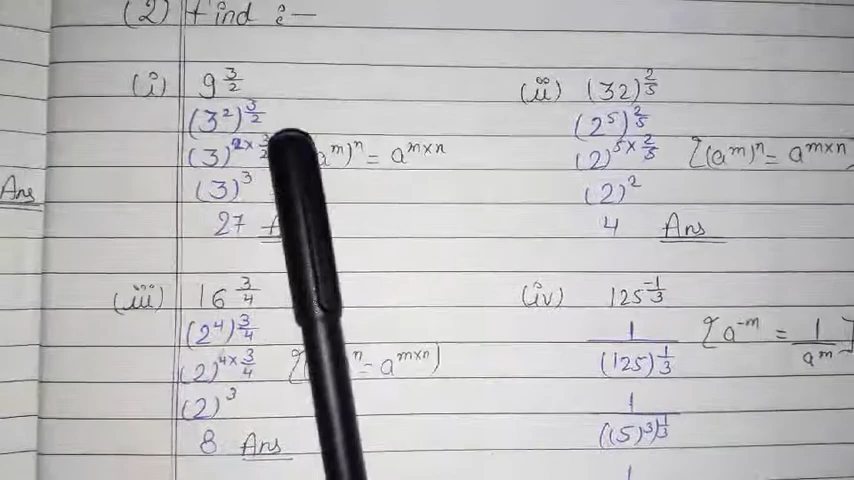 (2) Find :-
(i) 9^{3/2}
(3²)^{3/2}
(3)^{2×3/2} a^m)^n = a^{m×n}
(3)³
27
Ans
(ii) (32)^{2/5}
(2⁵)^{2/5}
(2)^{5×2/5} [(a^m)^n = a^{m×n}
(2)²
4 Ans
(iii) 16^{3/4}
(2⁴)^{3/4}
(2)^{4×3/4} [( ^n = a^{m×n})
(2)³
8 Ans
(iv) 125^{-1/3}
1/(125)^{1/3} [a^{-m} = 1/a^m]
1/((5)³)^{1/3}
1